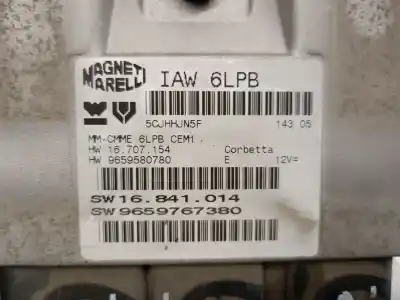 MAGNETI MARELLI
IAW 6LPB
5GJHHJN5F
143 05
MM-CMME 6LPB CEM1
HW 16.707.154
Corbetta
HW 9659580780
E
12V=
SW16.841.014
SW9659767380